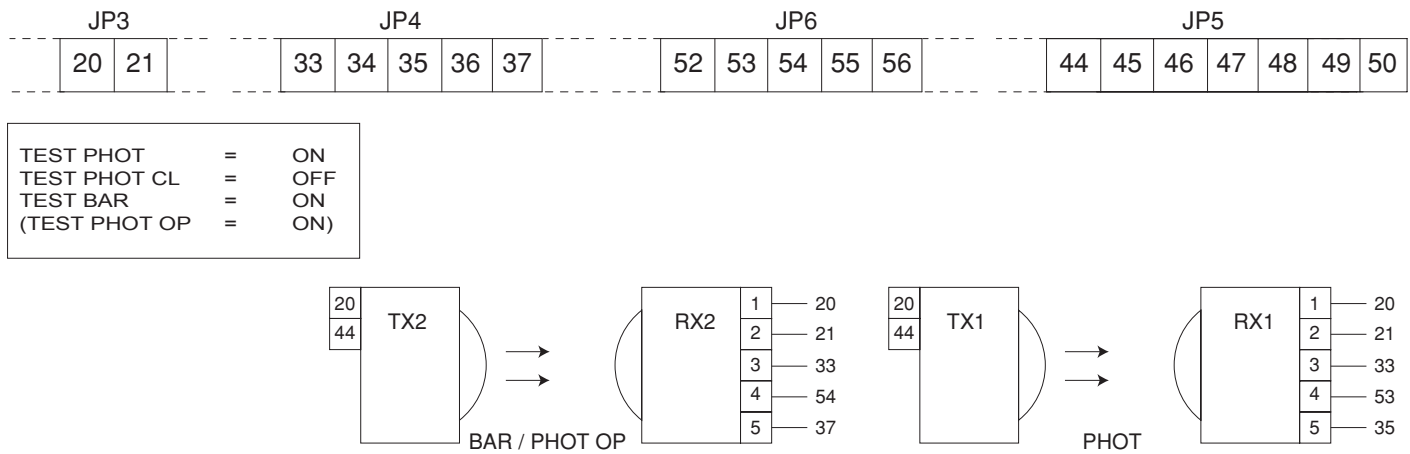 JP3 JP4 JP6 JP5
20 21 33 34 35 36 37 52 53 54 55 56 44 45 46 47 48 49 50
TEST PHOT = ON
TEST PHOT CL = OFF
TEST BAR = ON
(TEST PHOT OP = ON)
20 1 20 20 1 20
TX2 RX2 TX1 RX1
44 2 21 44 2 21
3 33 3 33
4 54 4 53
5 37 5 35
BAR / PHOT OP PHOT